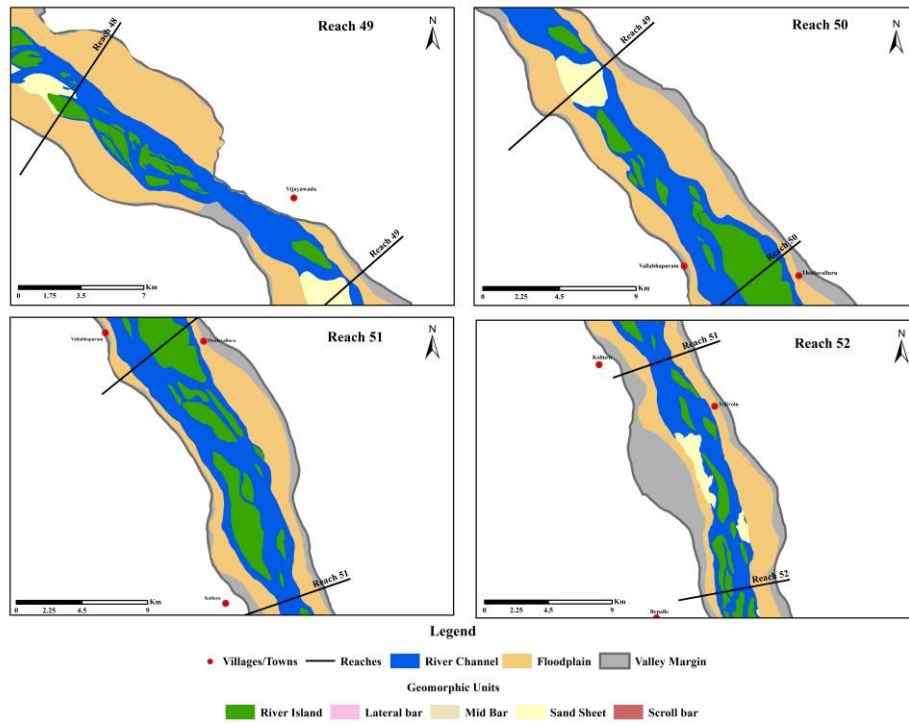 Reach 49
N
Reach 48
Vijayawada
Reach 49
0 1.75 3.5 7
Km
Reach 50
N
Reach 49
Reach 50
Vallabhapuram
Thotlavalluru
0 2.25 4.5 9
Km
Reach 51
N
Vallabhapuram
Thotlavalluru
Reach 51
Kolluru
0 2.25 4.5 9
Km
Reach 52
N
Reach 51
Kolluru
Reach 52
Repalle
0 2.25 4.5 9
Km
Legend
Villages/Towns Reaches River Channel Floodplain Valley Margin
Geomorphic Units
River Island Lateral bar Mid Bar Sand Sheet Scroll bar